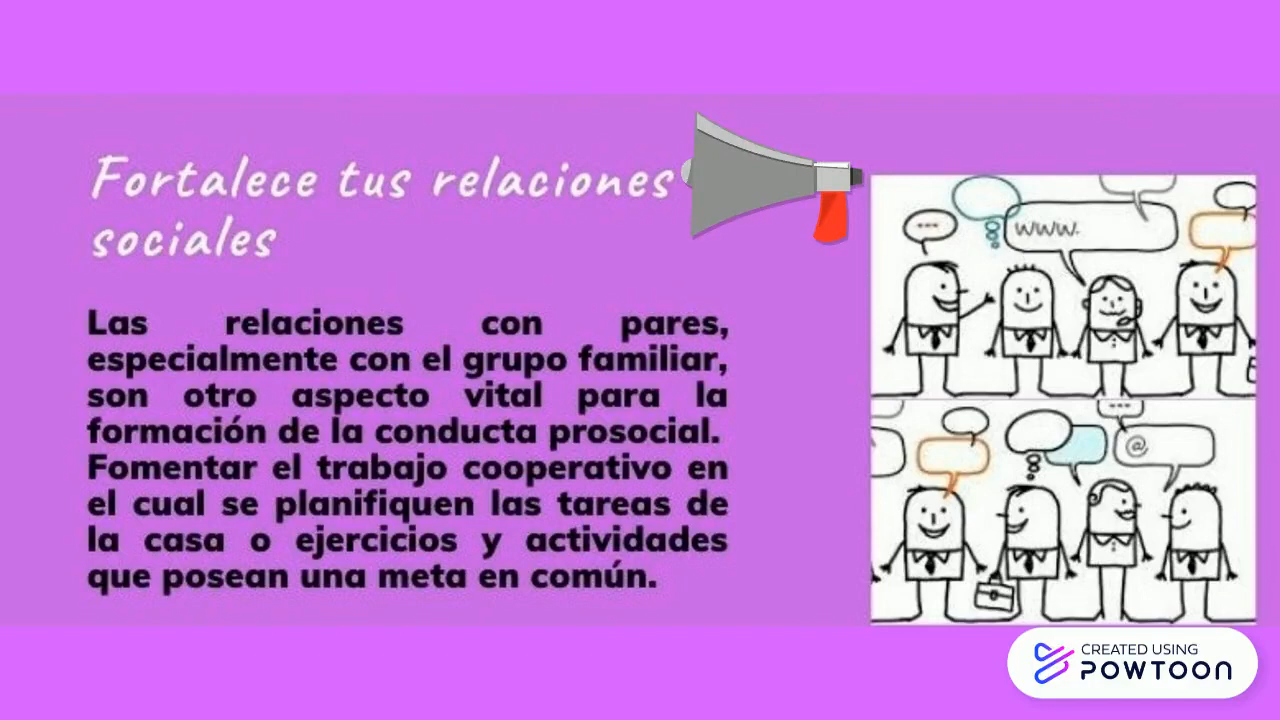 Fortalece tus relaciones
sociales
Las relaciones con pares,
especialmente con el grupo familiar,
son otro aspecto vital para la
formación de la conducta prosocial.
Fomentar el trabajo cooperativo en
el cual se planifiquen las tareas de
la casa o ejercicios y actividades
que posean una meta en común.
---
WWW.
---
@
CREATED USING
POWTOON